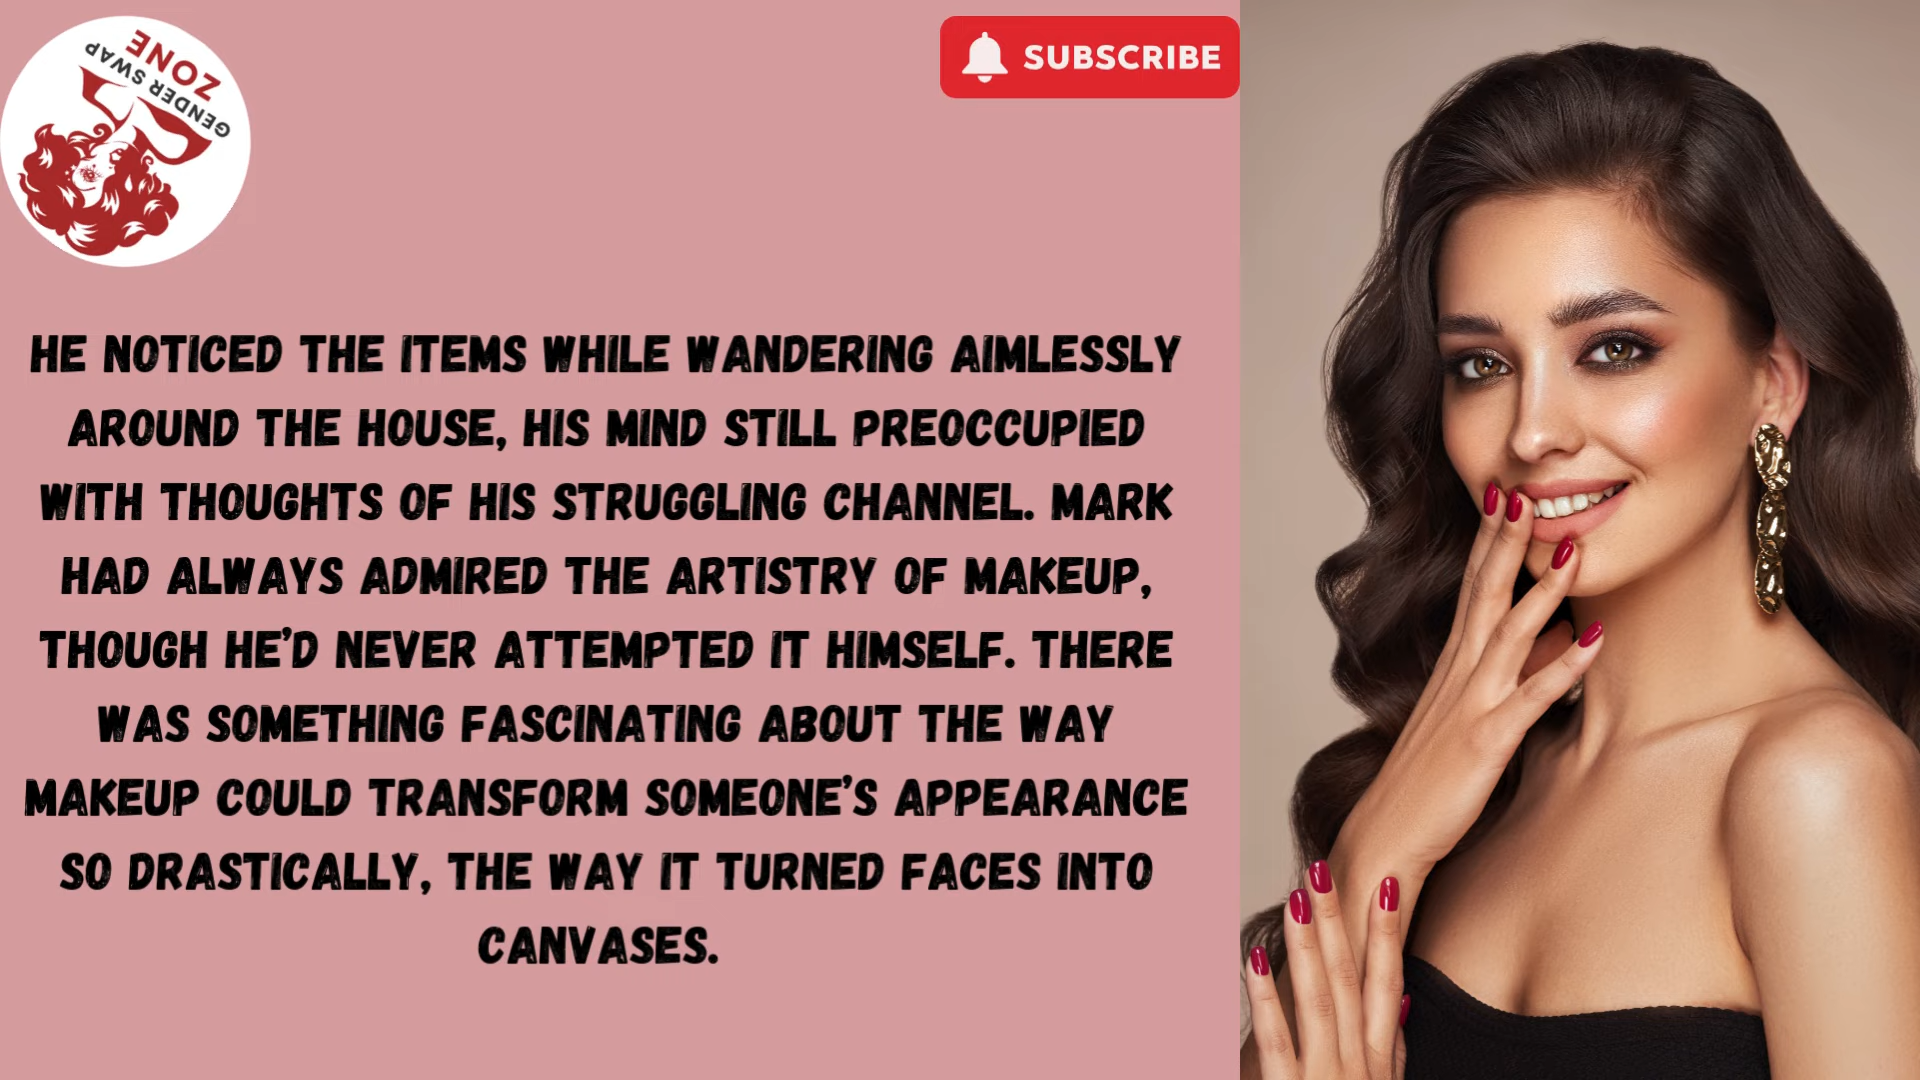 GENDER SWAP
ZONE
SUBSCRIBE
HE NOTICED THE ITEMS WHILE WANDERING AIMLESSLY
AROUND THE HOUSE, HIS MIND STILL PREOCCUPIED
WITH THOUGHTS OF HIS STRUGGLING CHANNEL. MARK
HAD ALWAYS ADMIRED THE ARTISTRY OF MAKEUP,
THOUGH HE’D NEVER ATTEMPTED IT HIMSELF. THERE
WAS SOMETHING FASCINATING ABOUT THE WAY
MAKEUP COULD TRANSFORM SOMEONE’S APPEARANCE
SO DRASTICALLY, THE WAY IT TURNED FACES INTO
CANVASES.